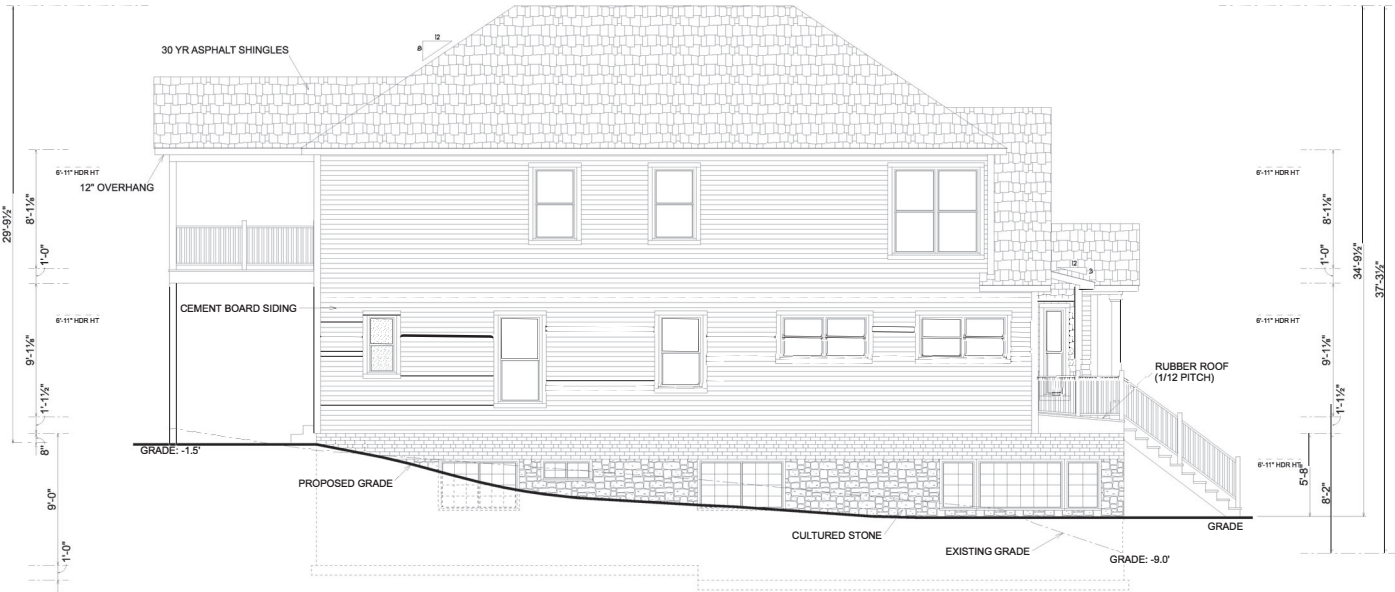 12
8
30 YR ASPHALT SHINGLES
6'-11" HDR HT
12" OVERHANG
29'-9½"
8'-1⅛"
1'-0"
CEMENT BOARD SIDING
6'-11" HDR HT
9'-1⅛"
1'-1½"
8"
GRADE: -1.5'
PROPOSED GRADE
9'-0"
1'-0"
12
3
RUBBER ROOF
(1/12 PITCH)
CULTURED STONE
EXISTING GRADE
GRADE: -9.0'
GRADE
6'-11" HDR HT
8'-1⅛"
1'-0"
34'-9½"
37'-3½"
6'-11" HDR HT
9'-1⅛"
1'-1½"
6'-11" HDR HT
5'-8"
8'-2"